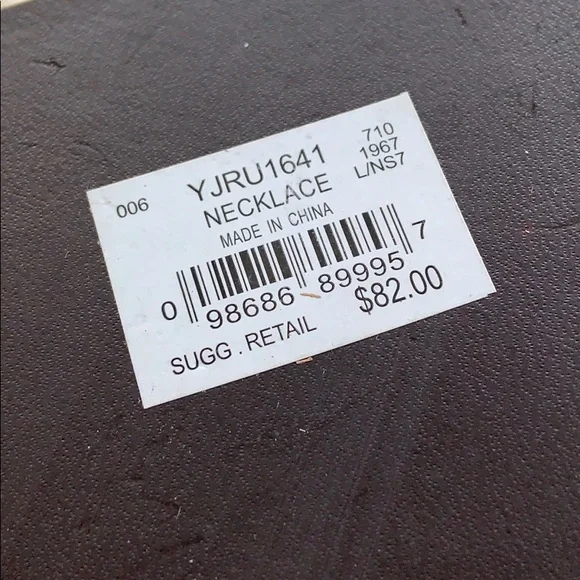 006
YJRU1641
NECKLACE
MADE IN CHINA
710
1967
L/NS7
0 98686 89995 7
SUGG . RETAIL $82.00